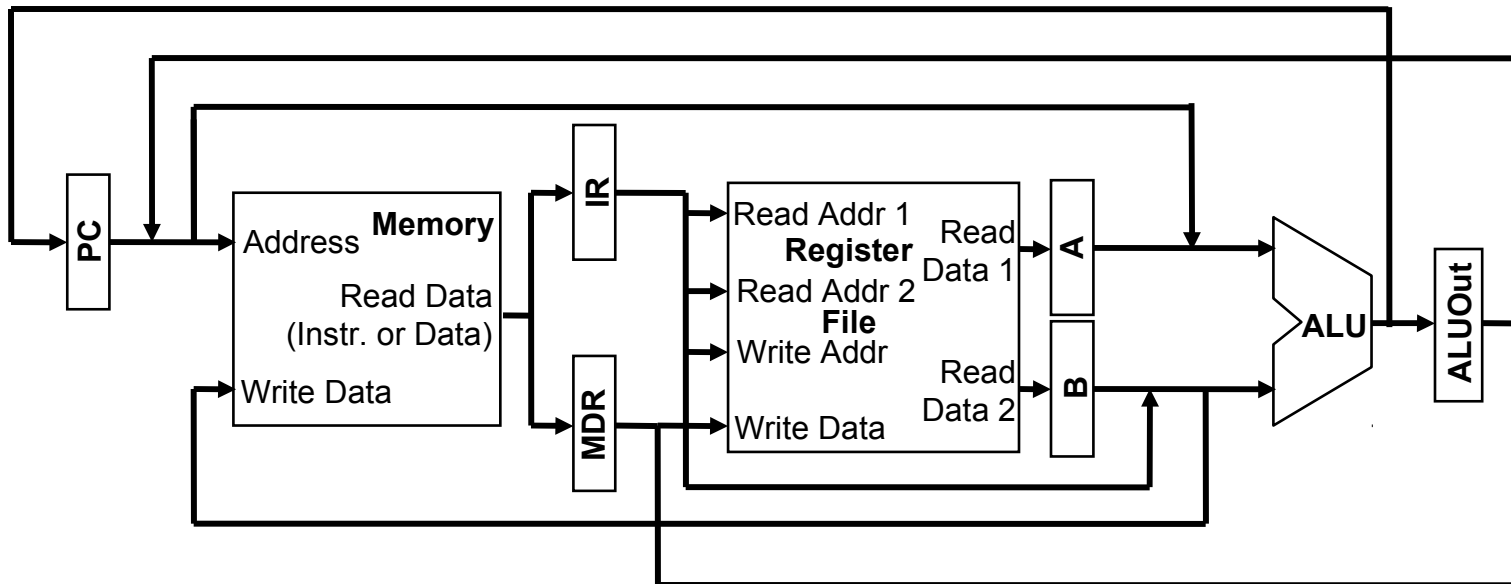 PC
Memory
Address
Read Data
(Instr. or Data)
Write Data
IR
MDR
Read Addr 1
Register
Read Addr 2
File
Write Addr
Write Data
Read
Data 1
Read
Data 2
A
B
ALU
ALUOut